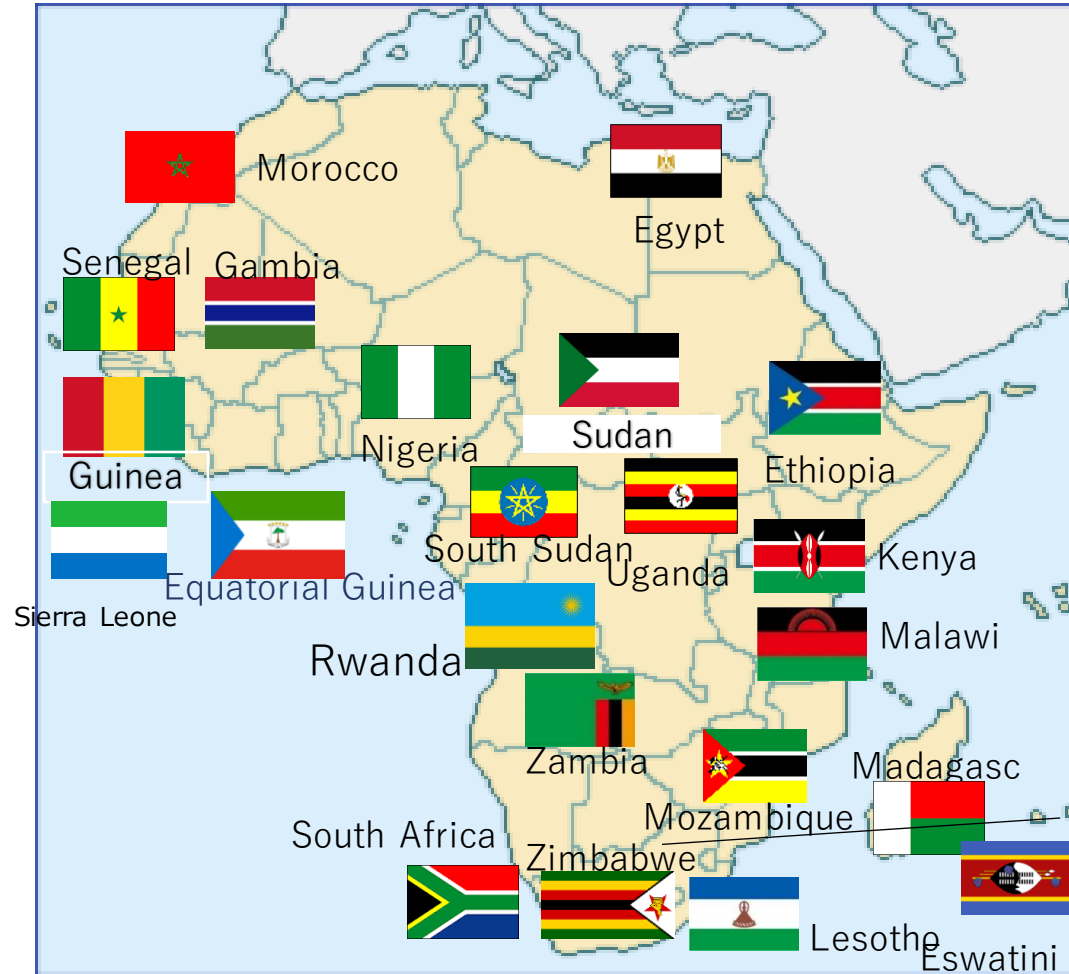 Morocco
Egypt
Senegal
Gambia
Nigeria
Sudan
Ethiopia
Guinea
South Sudan
Uganda
Kenya
Equatorial Guinea
Sierra Leone
Rwanda
Malawi
Zambia
Madagasc
Mozambique
South Africa
Zimbabwe
Lesotho
Eswatini